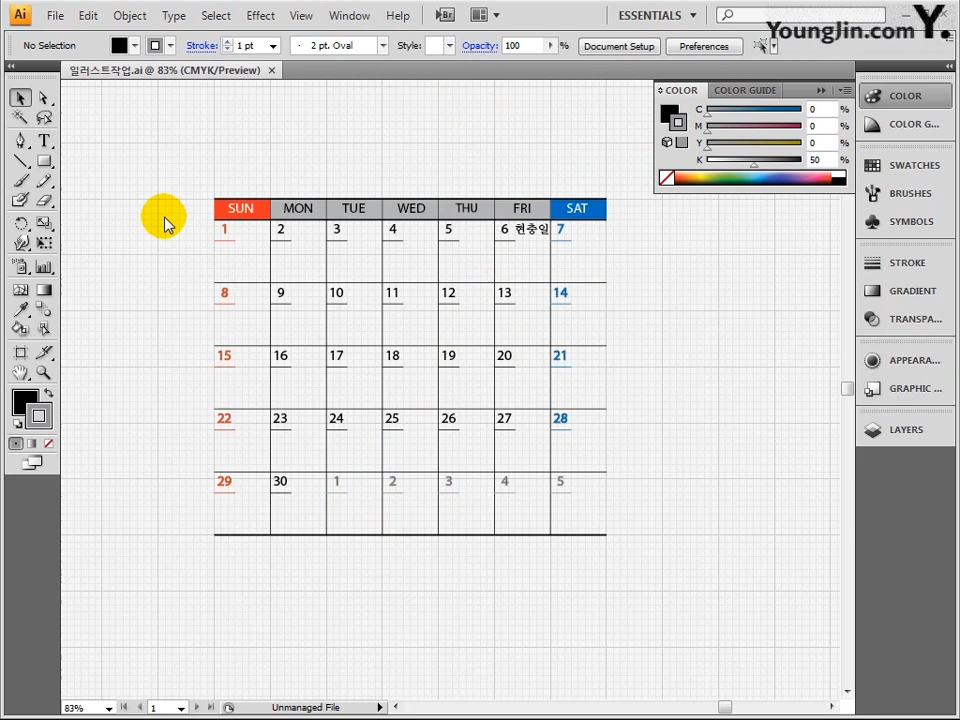 Ai File Edit Object Type Select Effect View Window Help Br ESSENTIALS
YoungJin.com Y.
No Selection Stroke: 1 pt 2 pt. Oval Style: Opacity: 100 % Document Setup Preferences
일러스트작업.ai @ 83% (CMYK/Preview)
COLOR COLOR GUIDE
C 0 %
M 0 %
Y 0 %
K 50 %
COLOR
COLOR G...
SWATCHES
BRUSHES
SYMBOLS
STROKE
GRADIENT
TRANSPA...
APPEARA...
GRAPHIC ...
LAYERS
SUN MON TUE WED THU FRI SAT
1 2 3 4 5 6 현충일 7
8 9 10 11 12 13 14
15 16 17 18 19 20 21
22 23 24 25 26 27 28
29 30 1 2 3 4 5
83% 1 Unmanaged File